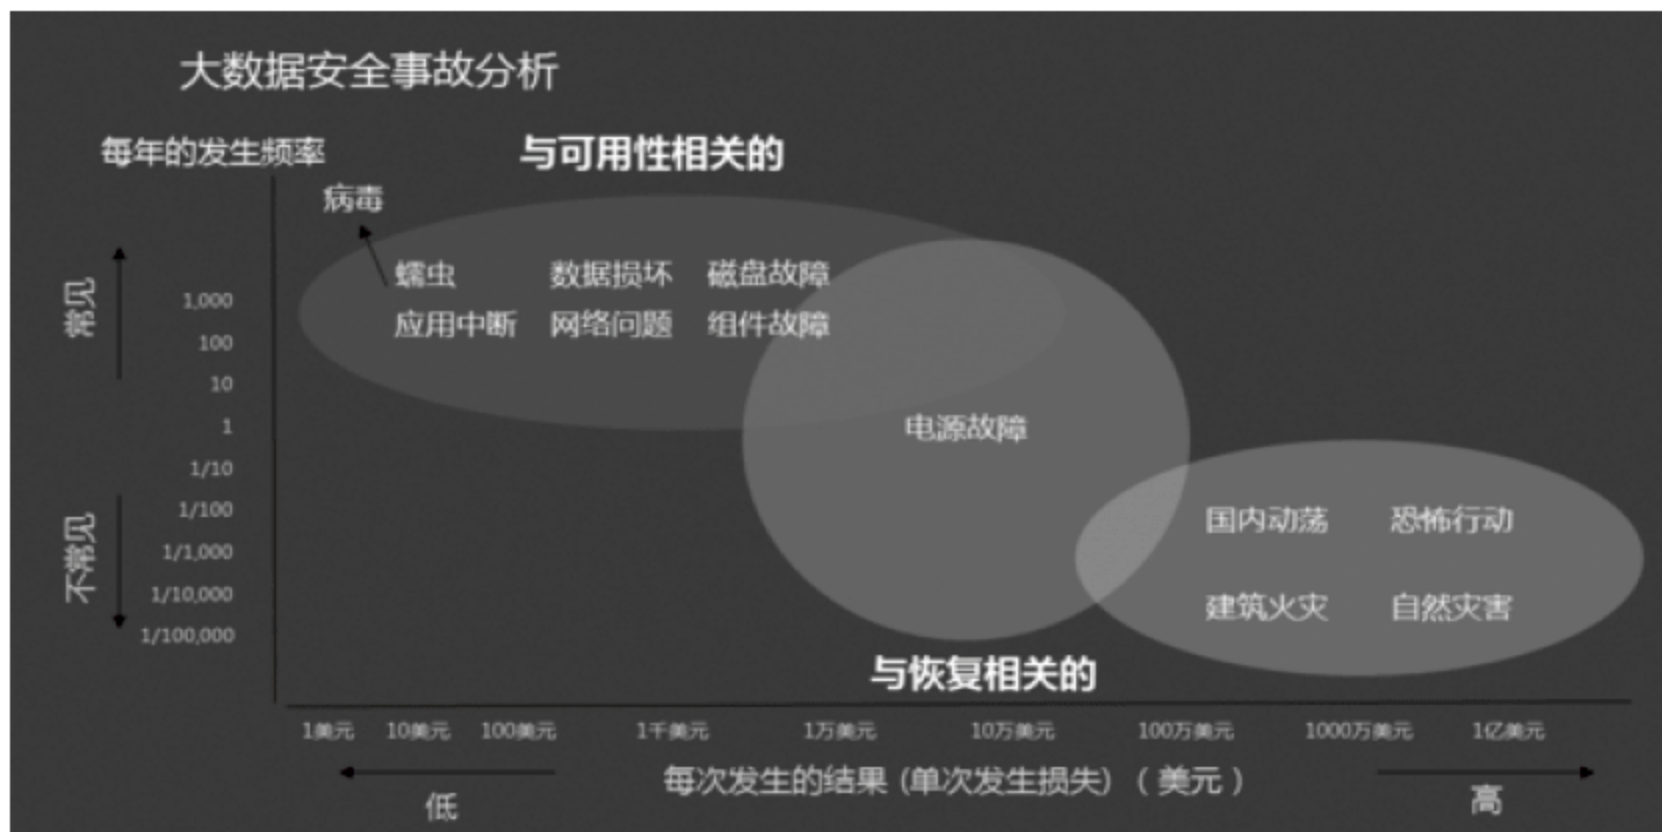 大数据安全事故分析
每年的发生频率
与可用性相关的
病毒
蠕虫 数据损坏 磁盘故障
应用中断 网络问题 组件故障
常见
1,000
100
10
1
电源故障
1/10
不常见
1/100
1/1,000
1/10,000
1/100,000
国内动荡 恐怖行动
建筑火灾 自然灾害
与恢复相关的
1美元 10美元 100美元 1千美元 1万美元 10万美元 100万美元 1000万美元 1亿美元
每次发生的结果 (单次发生损失) (美元)
低 高